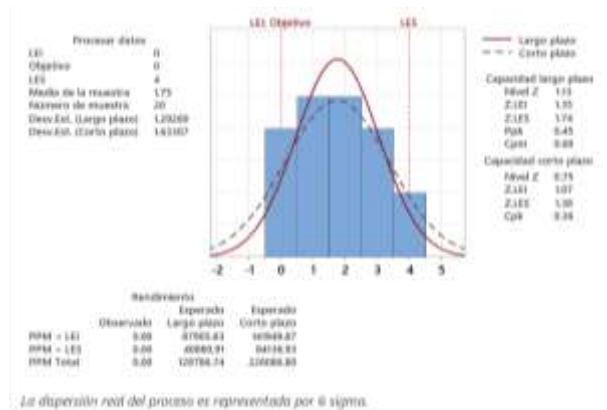 LEI Objetivo LES
Procesar datos
LEI 0
Objetivo 0
LES 4
Media de la muestra 1.75
Número de muestra 20
Desv.Est. (Largo plazo) 1.29269
Desv.Est. (Corto plazo) 1.63107
Largo plazo
Corto plazo
Capacidad largo plazo
Nivel Z 1.13
Z.LEI 1.35
Z.LES 1.74
Ppk 0.45
Cpm
Capacidad corto plazo
Nivel Z 0.75
Z.LEI 1.07
Z.LES 1.38
Cpk 0.36
-2 -1 0 1 2 3 4 5
Rendimiento
Observado Esperado Largo plazo Esperado Corto plazo
PPM < LEI 0.00
PPM > LES 0.00
PPM Total 0.00
La dispersión real del proceso es representada por 6 sigma.